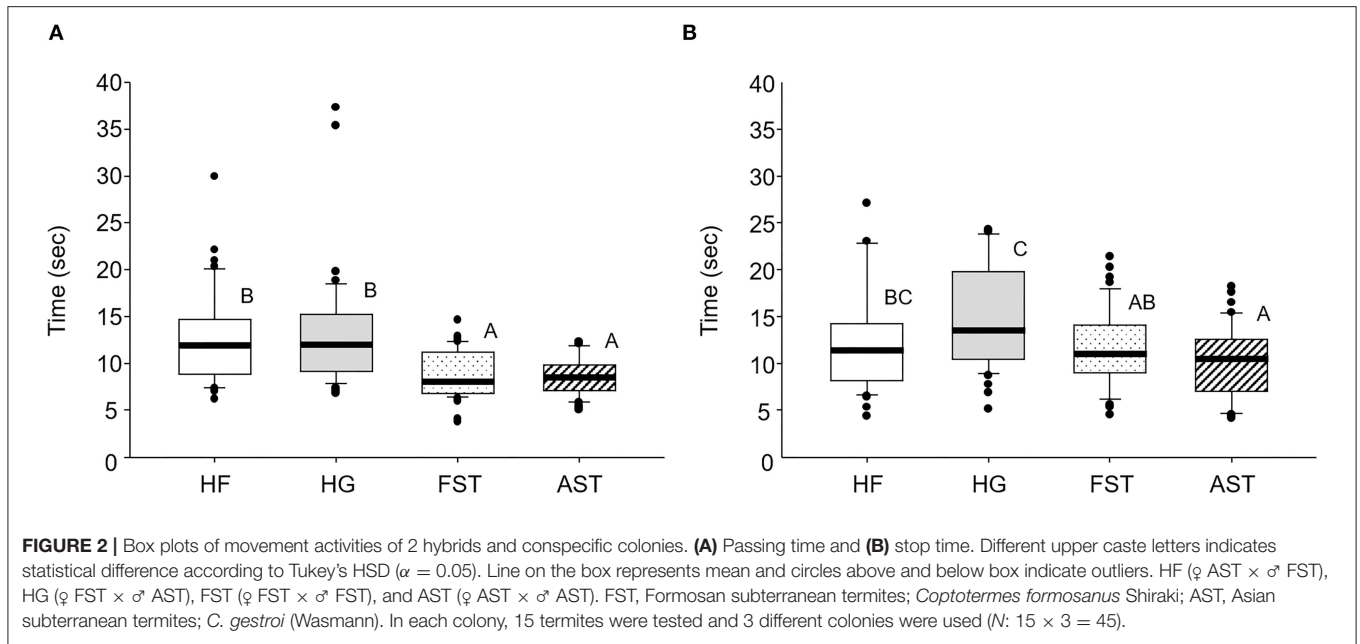 A
B
40
35
30
25
20
15
10
5
0
Time (sec)
B
B
A
A
HF
HG
FST
AST
40
35
30
25
20
15
10
5
0
Time (sec)
BC
C
AB
A
HF
HG
FST
AST
FIGURE 2 | Box plots of movement activities of 2 hybrids and conspecific colonies. (A) Passing time and (B) stop time. Different upper caste letters indicates
statistical difference according to Tukey's HSD (α = 0.05). Line on the box represents mean and circles above and below box indicate outliers. HF (♀ AST × ♂ FST),
HG (♀ FST × ♂ AST), FST (♀ FST × ♂ FST), and AST (♀ AST × ♂ AST). FST, Formosan subterranean termites; Coptotermes formosanus Shiraki; AST, Asian
subterranean termites; C. gestroi (Wasmann). In each colony, 15 termites were tested and 3 different colonies were used (N: 15 × 3 = 45).